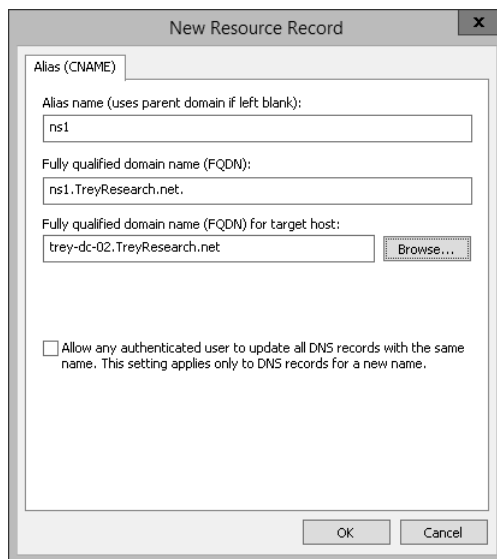 New Resource Record
x
Alias (CNAME)
Alias name (uses parent domain if left blank):
ns1
Fully qualified domain name (FQDN):
ns1.TreyResearch.net.
Fully qualified domain name (FQDN) for target host:
trey-dc-02.TreyResearch.net
Browse...
Allow any authenticated user to update all DNS records with the same
name. This setting applies only to DNS records for a new name.
OK
Cancel